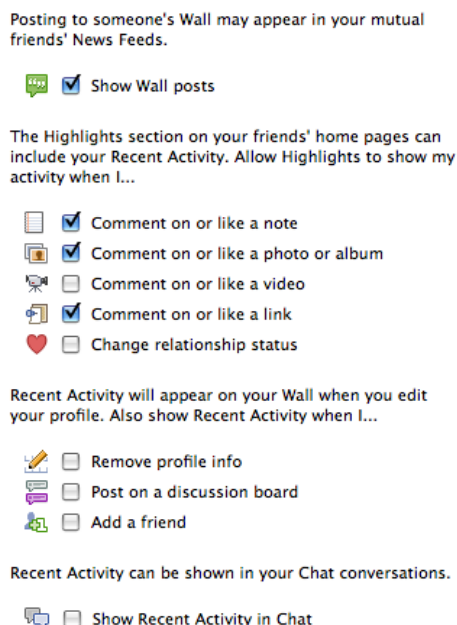 Posting to someone's Wall may appear in your mutual
friends' News Feeds.
Show Wall posts
The Highlights section on your friends' home pages can
include your Recent Activity. Allow Highlights to show my
activity when I...
Comment on or like a note
Comment on or like a photo or album
Comment on or like a video
Comment on or like a link
Change relationship status
Recent Activity will appear on your Wall when you edit
your profile. Also show Recent Activity when I...
Remove profile info
Post on a discussion board
Add a friend
Recent Activity can be shown in your Chat conversations.
Show Recent Activity in Chat